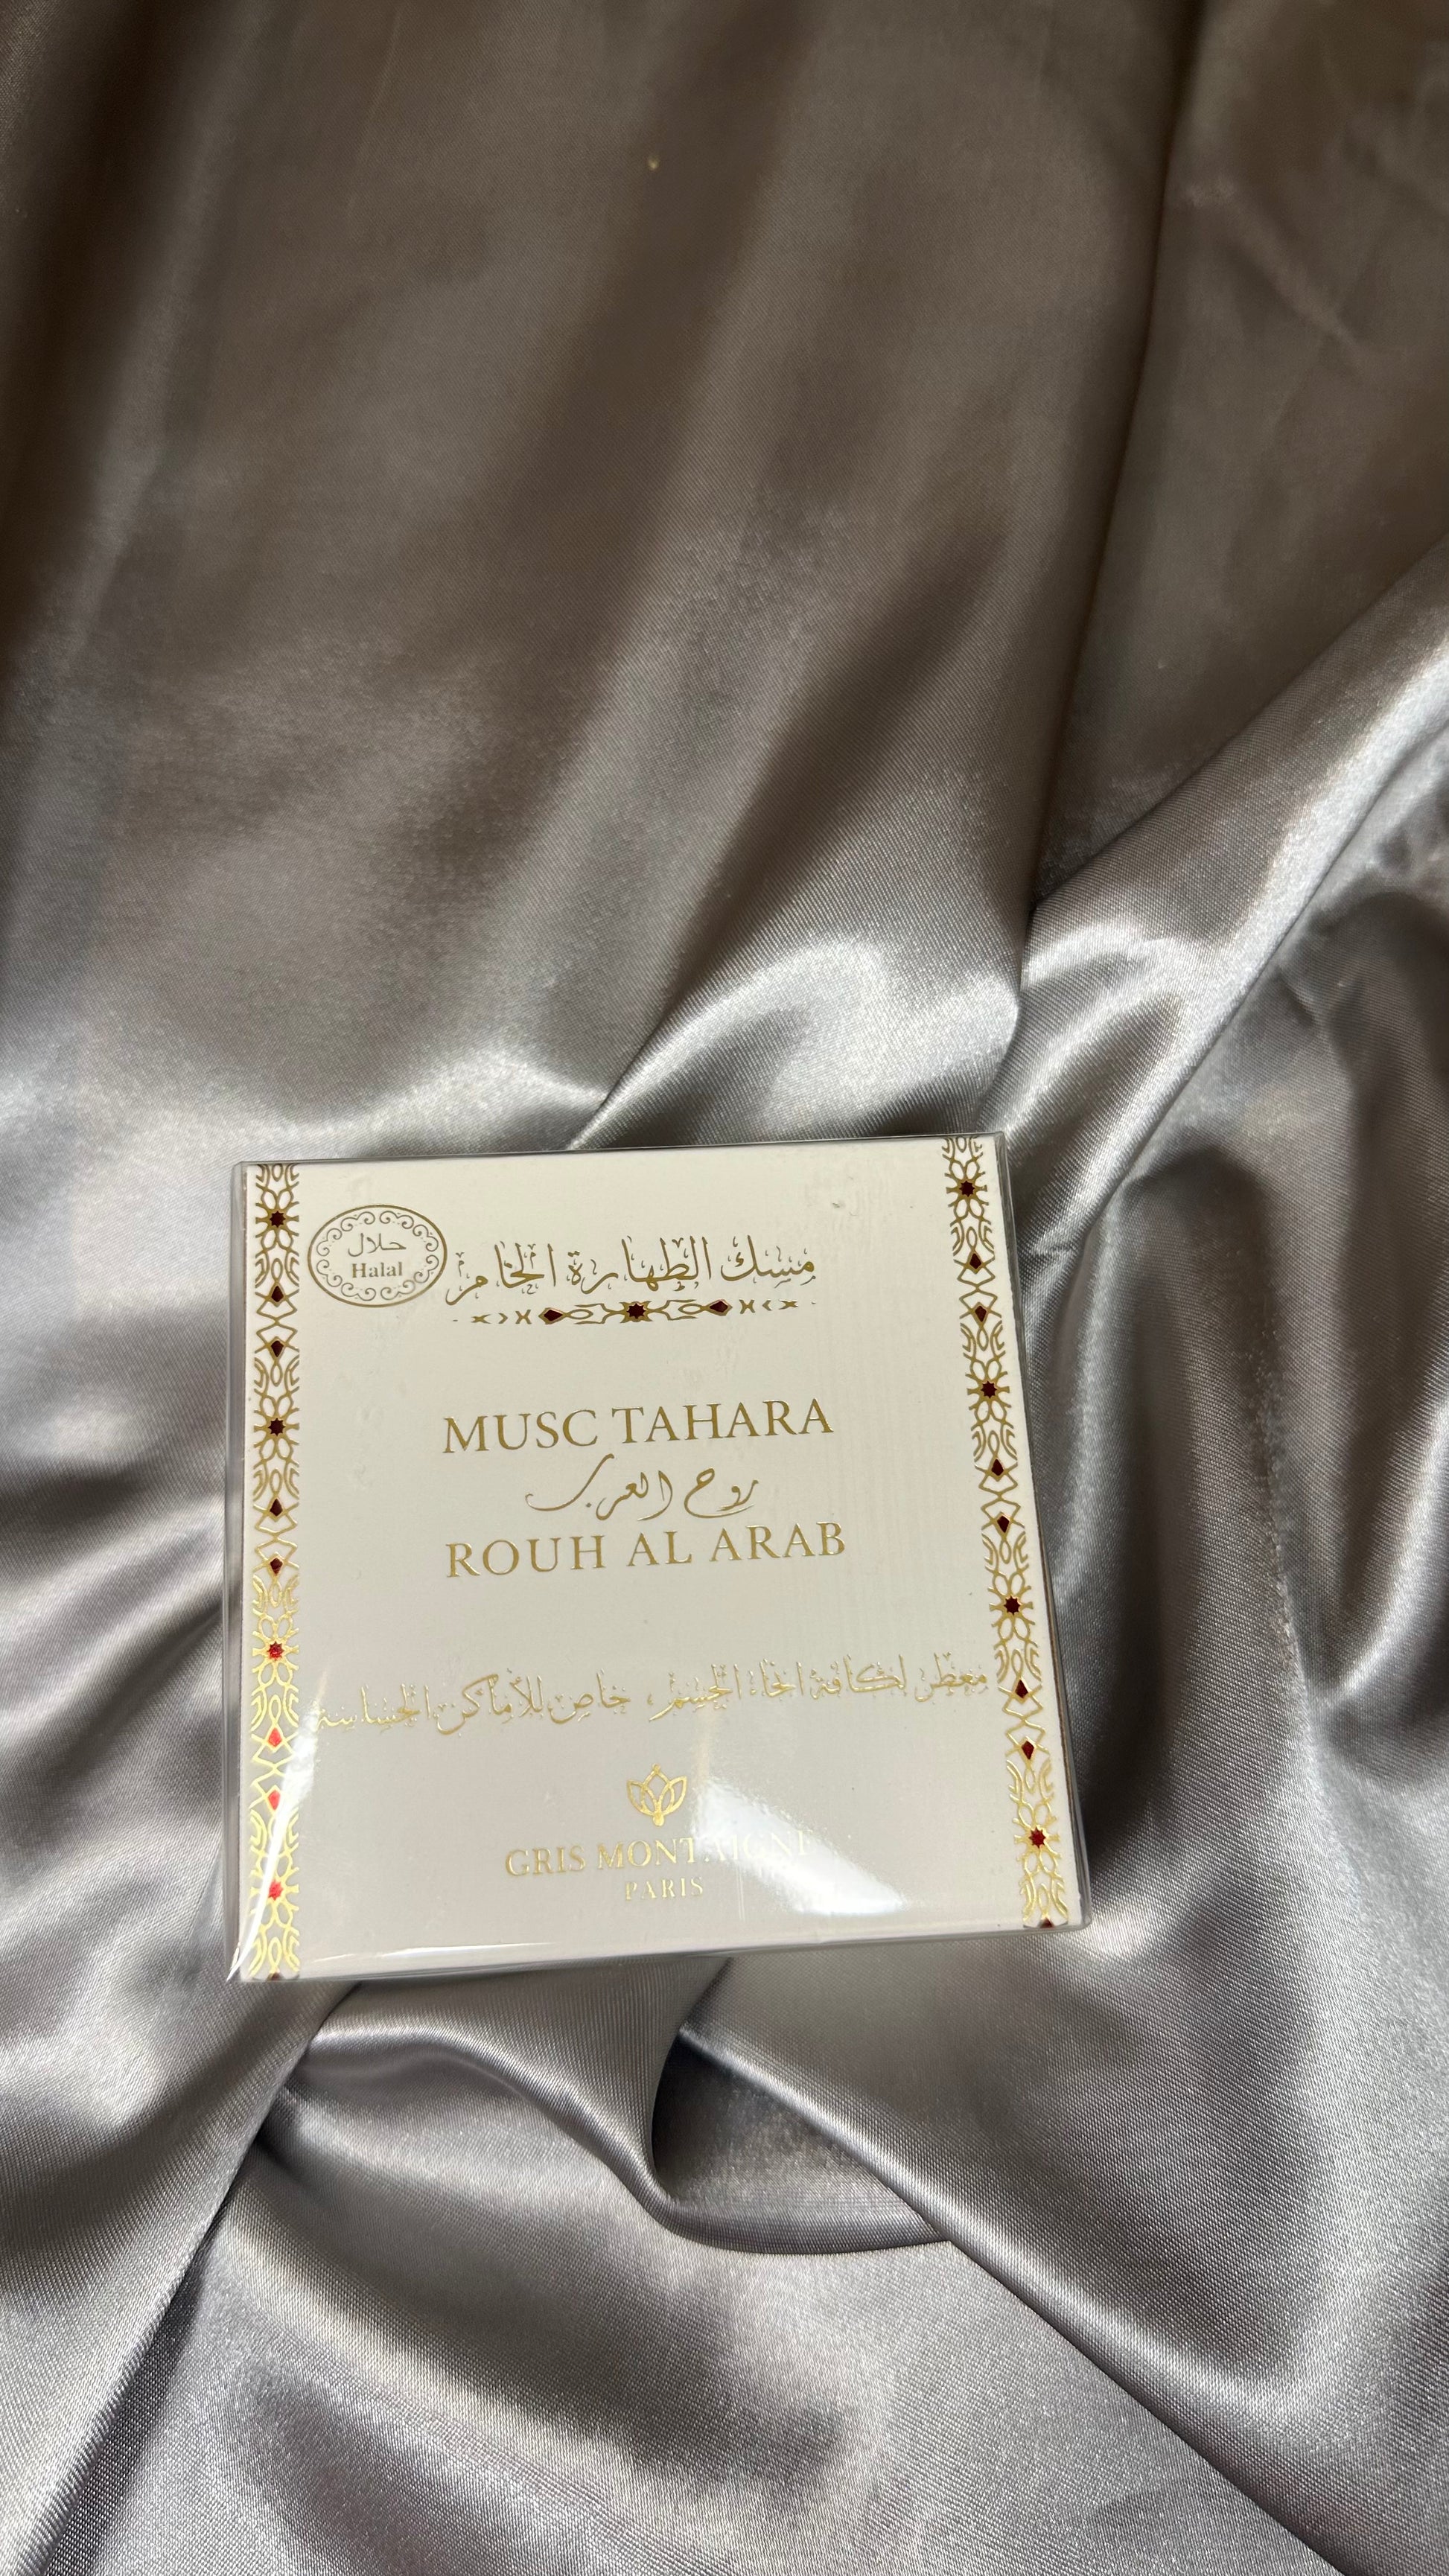 حلال
Halal
مسك الطهارة الخام
MUSC TAHARA
روح العرب
ROUH AL ARAB
معطر لكافة انحاء الجسم، خاص للأماكن الحساسة
GRIS MONTAIGNE
PARIS